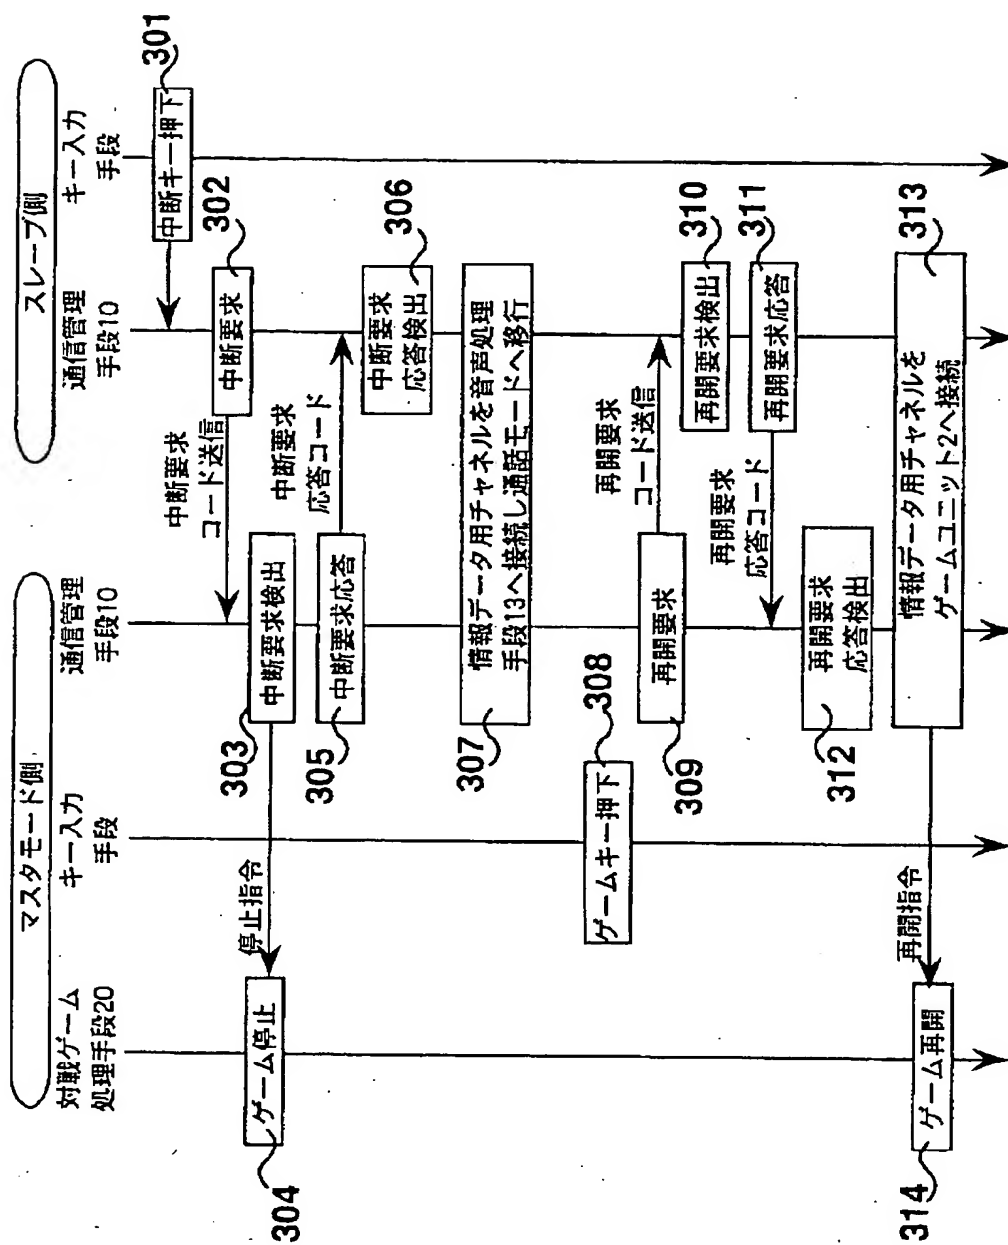 マスタモード側
スレーブ側
対戦ゲーム
処理手段20
キー入力
手段
通信管理
手段10
通信管理
手段10
キー入力
手段
中断キー押下
301
中断要求
302
中断要求
コード送信
中断要求検出
303
停止指令
ゲーム停止
304
中断要求応答
305
中断要求
応答コード
中断要求
応答検出
306
情報データ用チャネルを音声処理
手段13へ接続し通話モードへ移行
307
ゲームキー押下
308
再開要求
309
再開要求
コード送信
再開要求検出
310
再開要求応答
311
再開要求
応答コード
再開要求
応答検出
312
情報データ用チャネルを
ゲームユニット2へ接続
313
再開指令
ゲーム再開
314